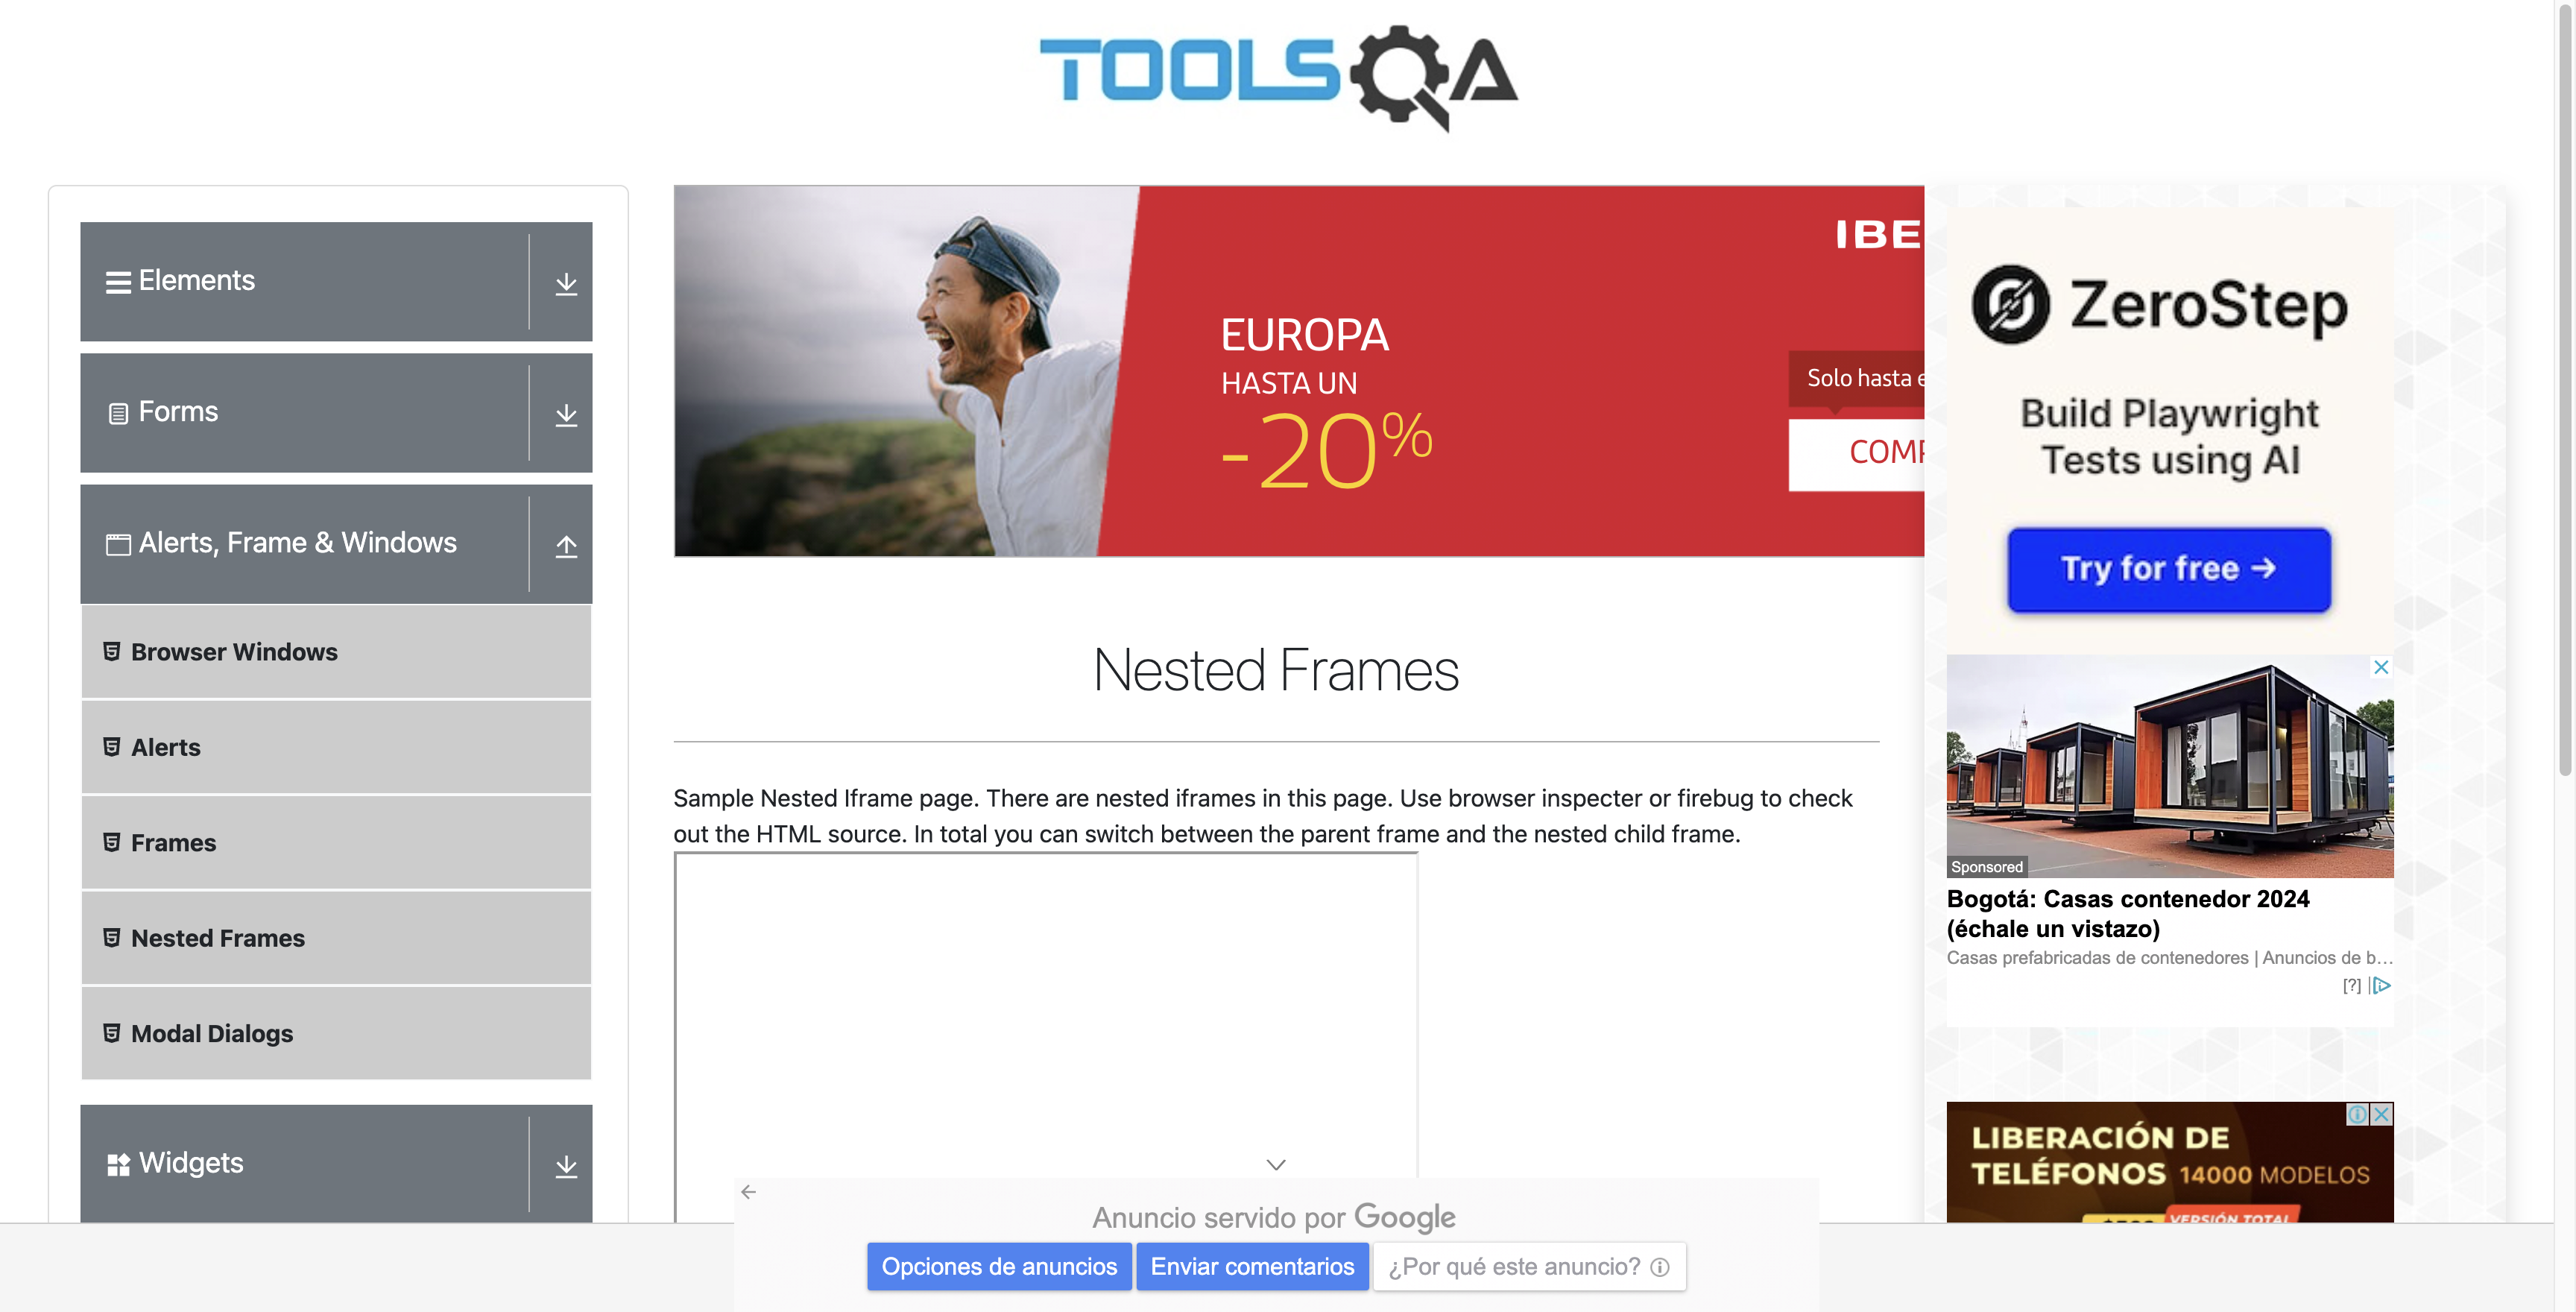 TOOLSQA
Elements
Forms
Alerts, Frame & Windows
Browser Windows
Alerts
Frames
Nested Frames
Modal Dialogs
Widgets
IBE
EUROPA
HASTA UN
-20%
Solo hasta e
COMP
Nested Frames
Sample Nested Iframe page. There are nested iframes in this page. Use browser inspecter or firebug to check
out the HTML source. In total you can switch between the parent frame and the nested child frame.
ZeroStep
Build Playwright
Tests using AI
Try for free →
Sponsored
Bogotá: Casas contenedor 2024
(échale un vistazo)
Casas prefabricadas de contenedores | Anuncios de b...
[?]
LIBERACIÓN DE
TELÉFONOS 14000 MODELOS
VERSIÓN TOTAL
Anuncio servido por Google
Opciones de anuncios
Enviar comentarios
¿Por qué este anuncio?